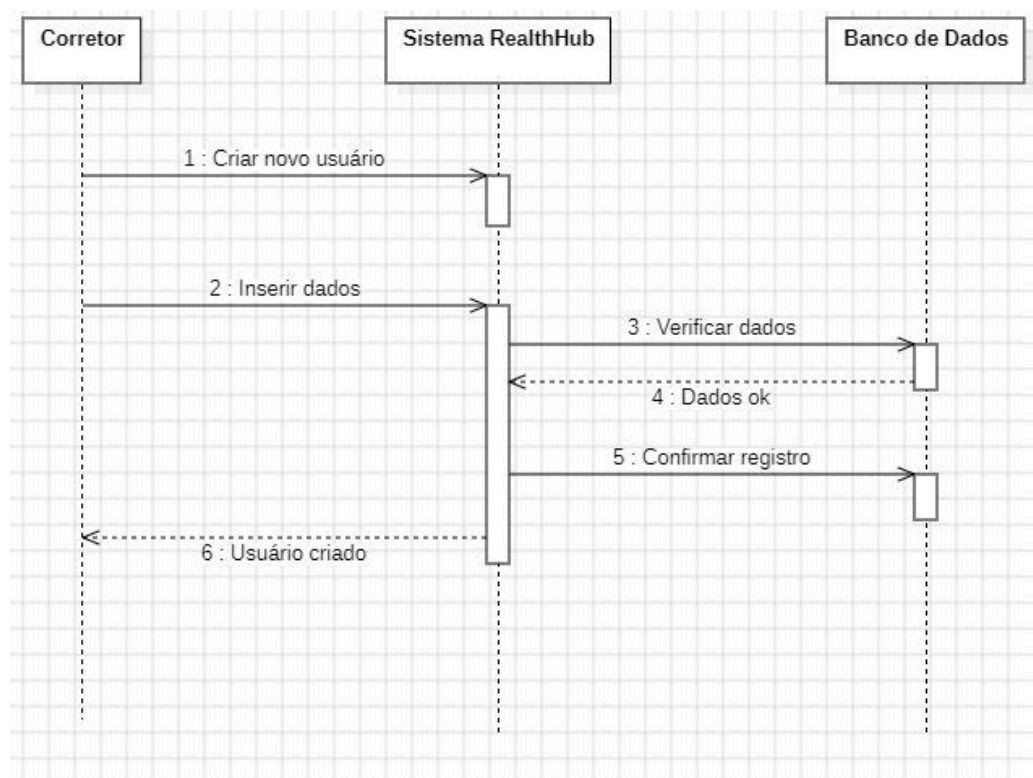 Corretor
Sistema RealthHub
Banco de Dados
1 : Criar novo usuário
2 : Inserir dados
3 : Verificar dados
4 : Dados ok
5 : Confirmar registro
6 : Usuário criado